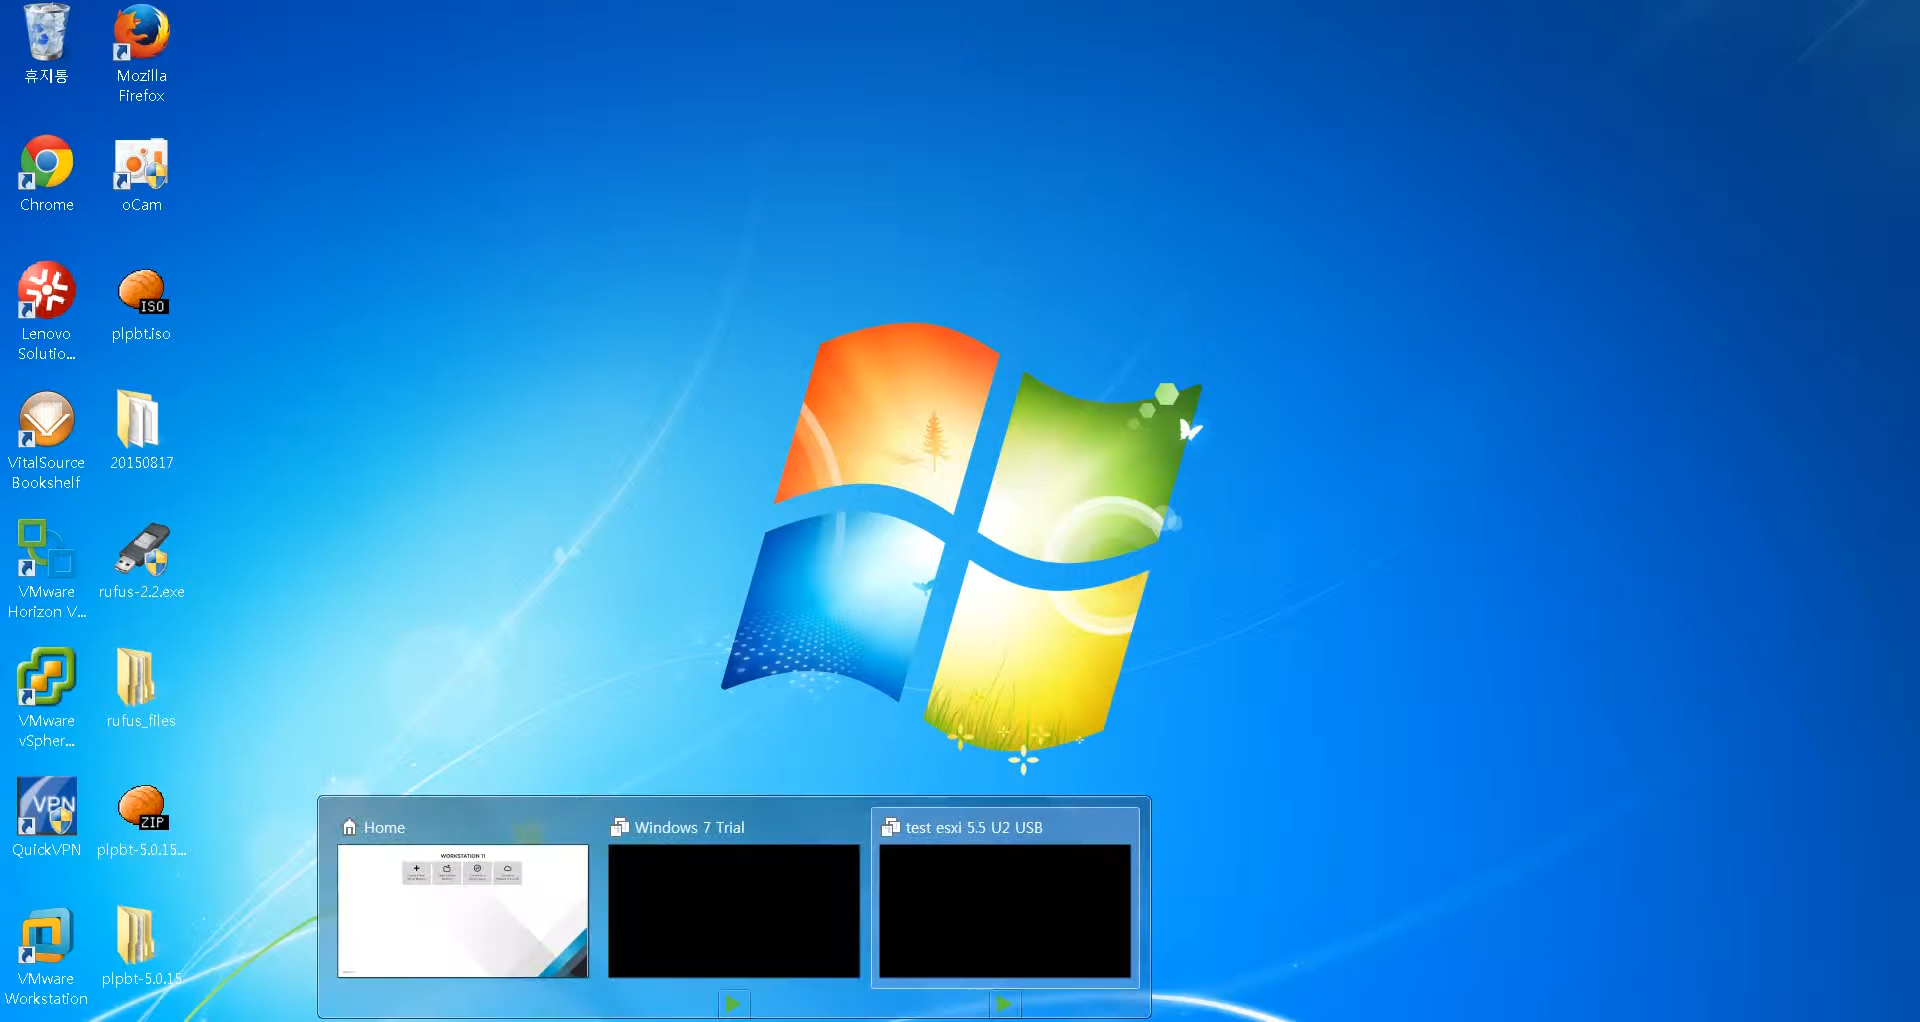 휴지통
Mozilla
Firefox
Chrome
oCam
Lenovo
Solutio...
ISO
plpbt.iso
VitalSource
Bookshelf
20150817
VMware
Horizon V...
rufus-2.2.exe
VMware
vSpher...
rufus_files
VPN
QuickVPN
ZIP
plpbt-5.0.15...
VMware
Workstation
plpbt-5.0.15
Home
Windows 7 Trial
test esxi 5.5 U2 USB
WORKSTATION 11